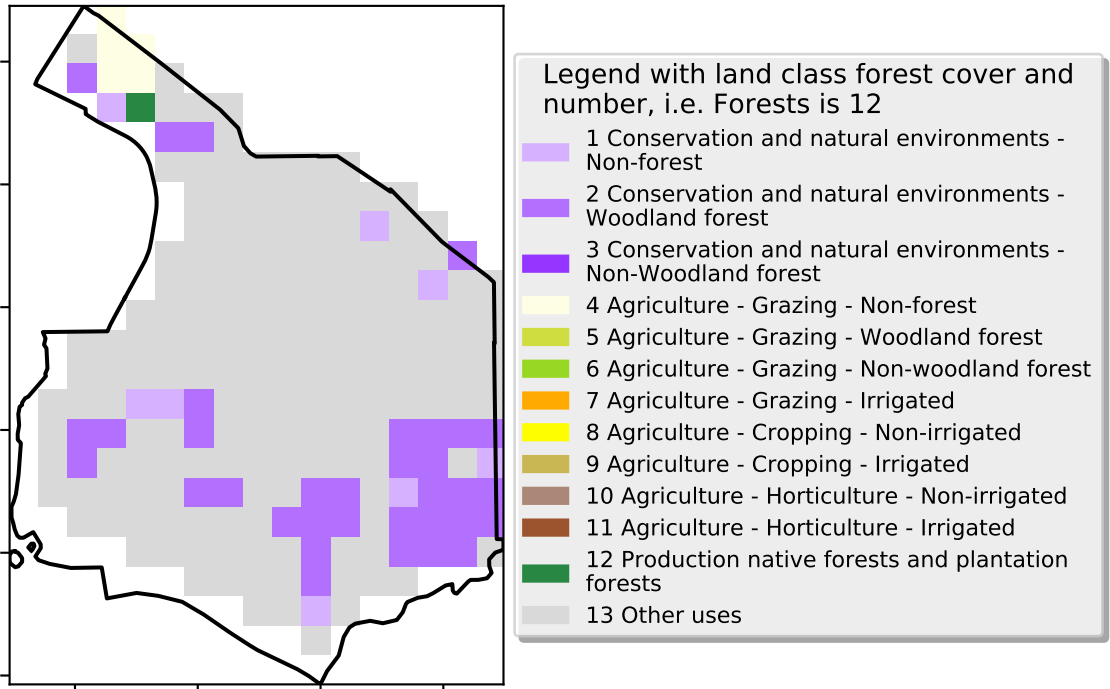 Legend with land class forest cover and
number, i.e. Forests is 12
1 Conservation and natural environments -
Non-forest
2 Conservation and natural environments -
Woodland forest
3 Conservation and natural environments -
Non-Woodland forest
4 Agriculture - Grazing - Non-forest
5 Agriculture - Grazing - Woodland forest
6 Agriculture - Grazing - Non-woodland forest
7 Agriculture - Grazing - Irrigated
8 Agriculture - Cropping - Non-irrigated
9 Agriculture - Cropping - Irrigated
10 Agriculture - Horticulture - Non-irrigated
11 Agriculture - Horticulture - Irrigated
12 Production native forests and plantation
forests
13 Other uses